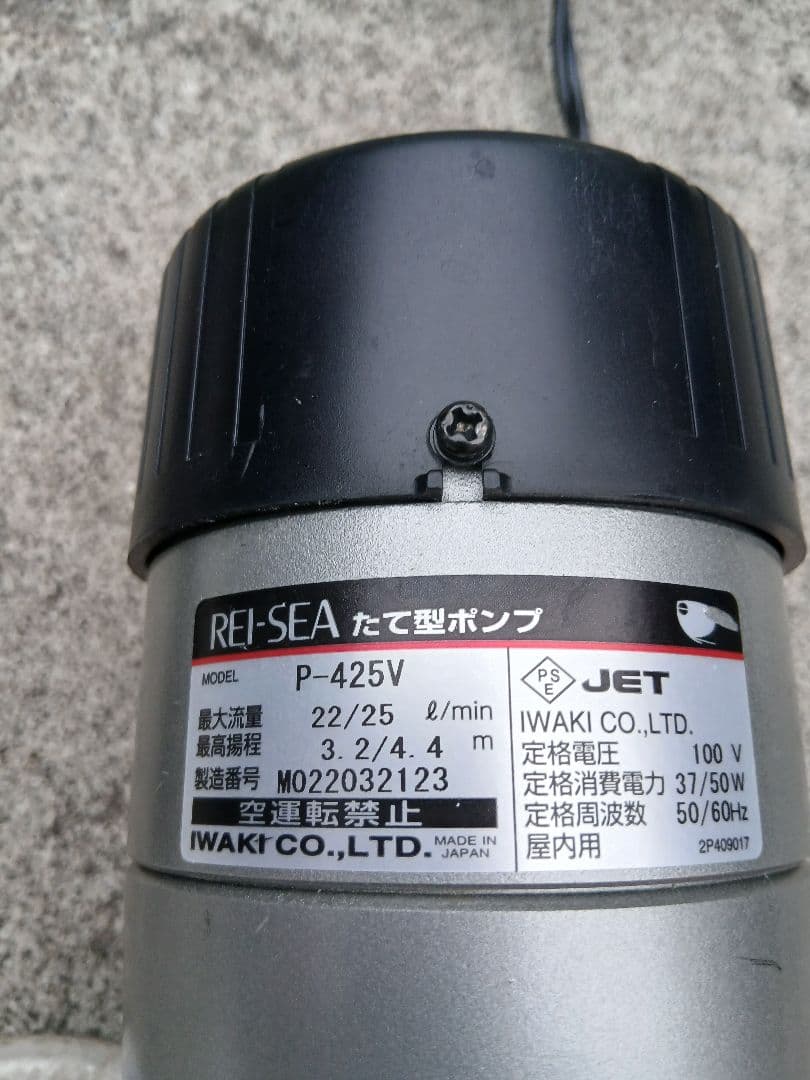 REI-SEA たて型ポンプ
MODEL P-425V
最大流量 22/25 ℓ/min
最高揚程 3.2/4.4 m
製造番号 M022032123
空運転禁止
IWAKI CO.,LTD. MADE IN JAPAN
PSE JET
IWAKI CO.,LTD.
定格電圧 100 V
定格消費電力 37/50W
定格周波数 50/60Hz
屋内用 2P409017